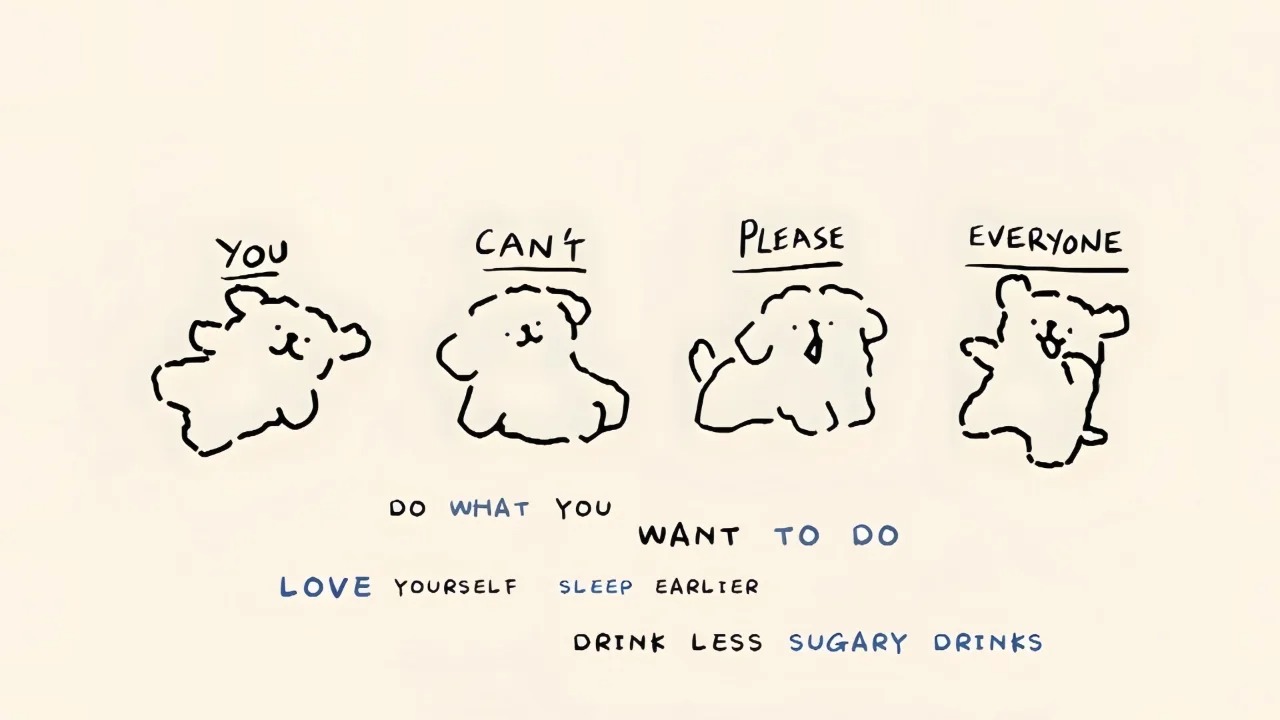 YOU CAN'T PLEASE EVERYONE
DO WHAT YOU
WANT TO DO
LOVE YOURSELF SLEEP EARLIER
DRINK LESS SUGARY DRINKS